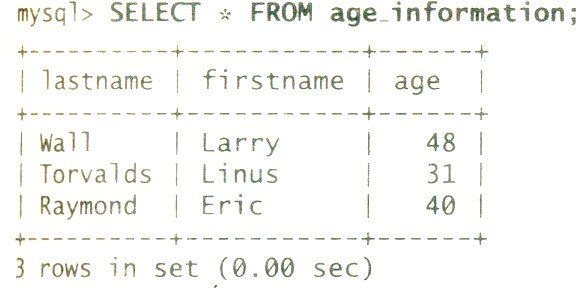 mysql> SELECT * FROM age_information;
+----------+-----------+------+
| lastname | firstname | age  |
+----------+-----------+------+
| Wall     | Larry     |   48 |
| Torvalds | Linus     |   31 |
| Raymond  | Eric      |   40 |
+----------+-----------+------+
3 rows in set (0.00 sec)